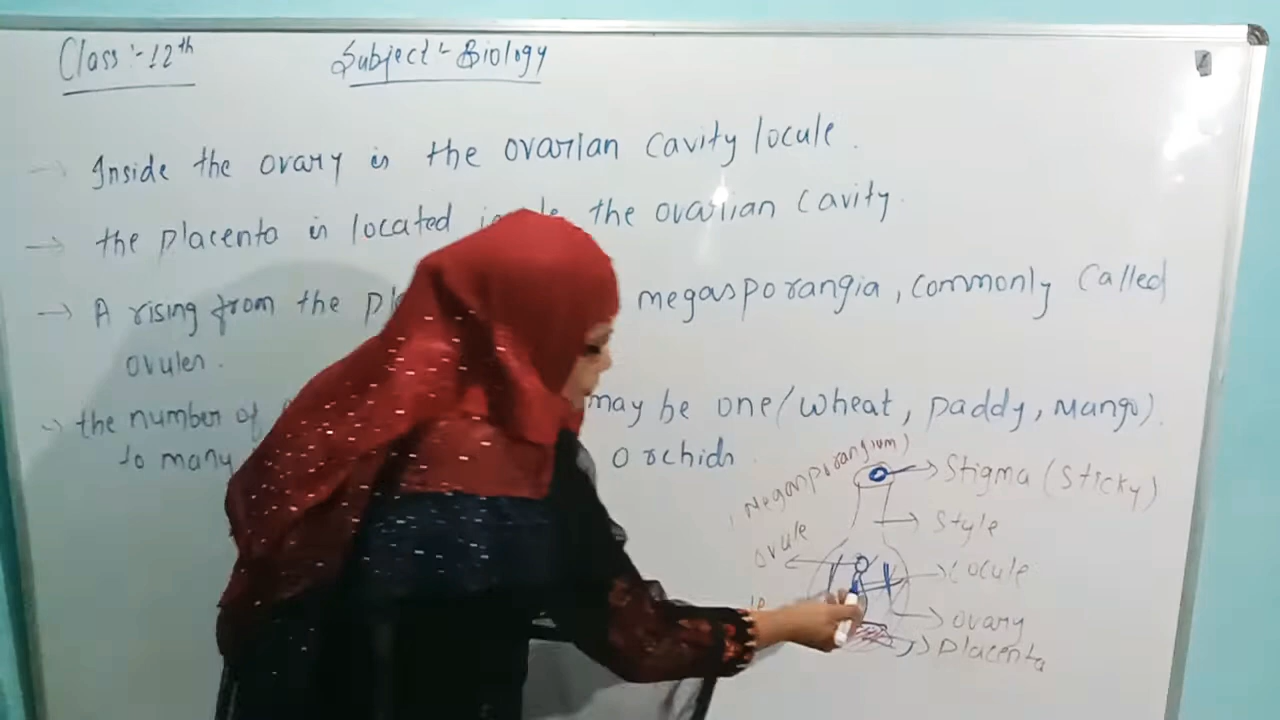 Class :- 12th
Subject :- Biology
→ Inside the ovary is the ovarian cavity locule.
→ the placenta is located the ovarian cavity.
→ A rising from the megasporangia, commonly called
ovules.
→ the number of may be one (wheat, paddy, Mango).
to many orchids
(Megasporangium)
Stigma (Sticky)
Style
ovule
Locule
ovary
Placenta